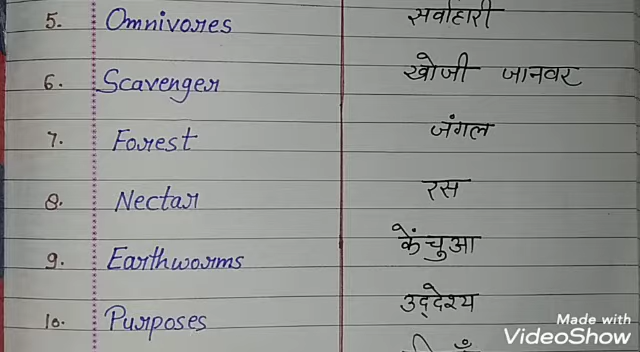 5. Omnivores सर्वाहारी
6. Scavenger खोजी जानवर
7. Forest जंगल
8. Nectar रस
9. Earthworms केंचुआ
10. Purposes उद्देश्य
Made with
VideoShow